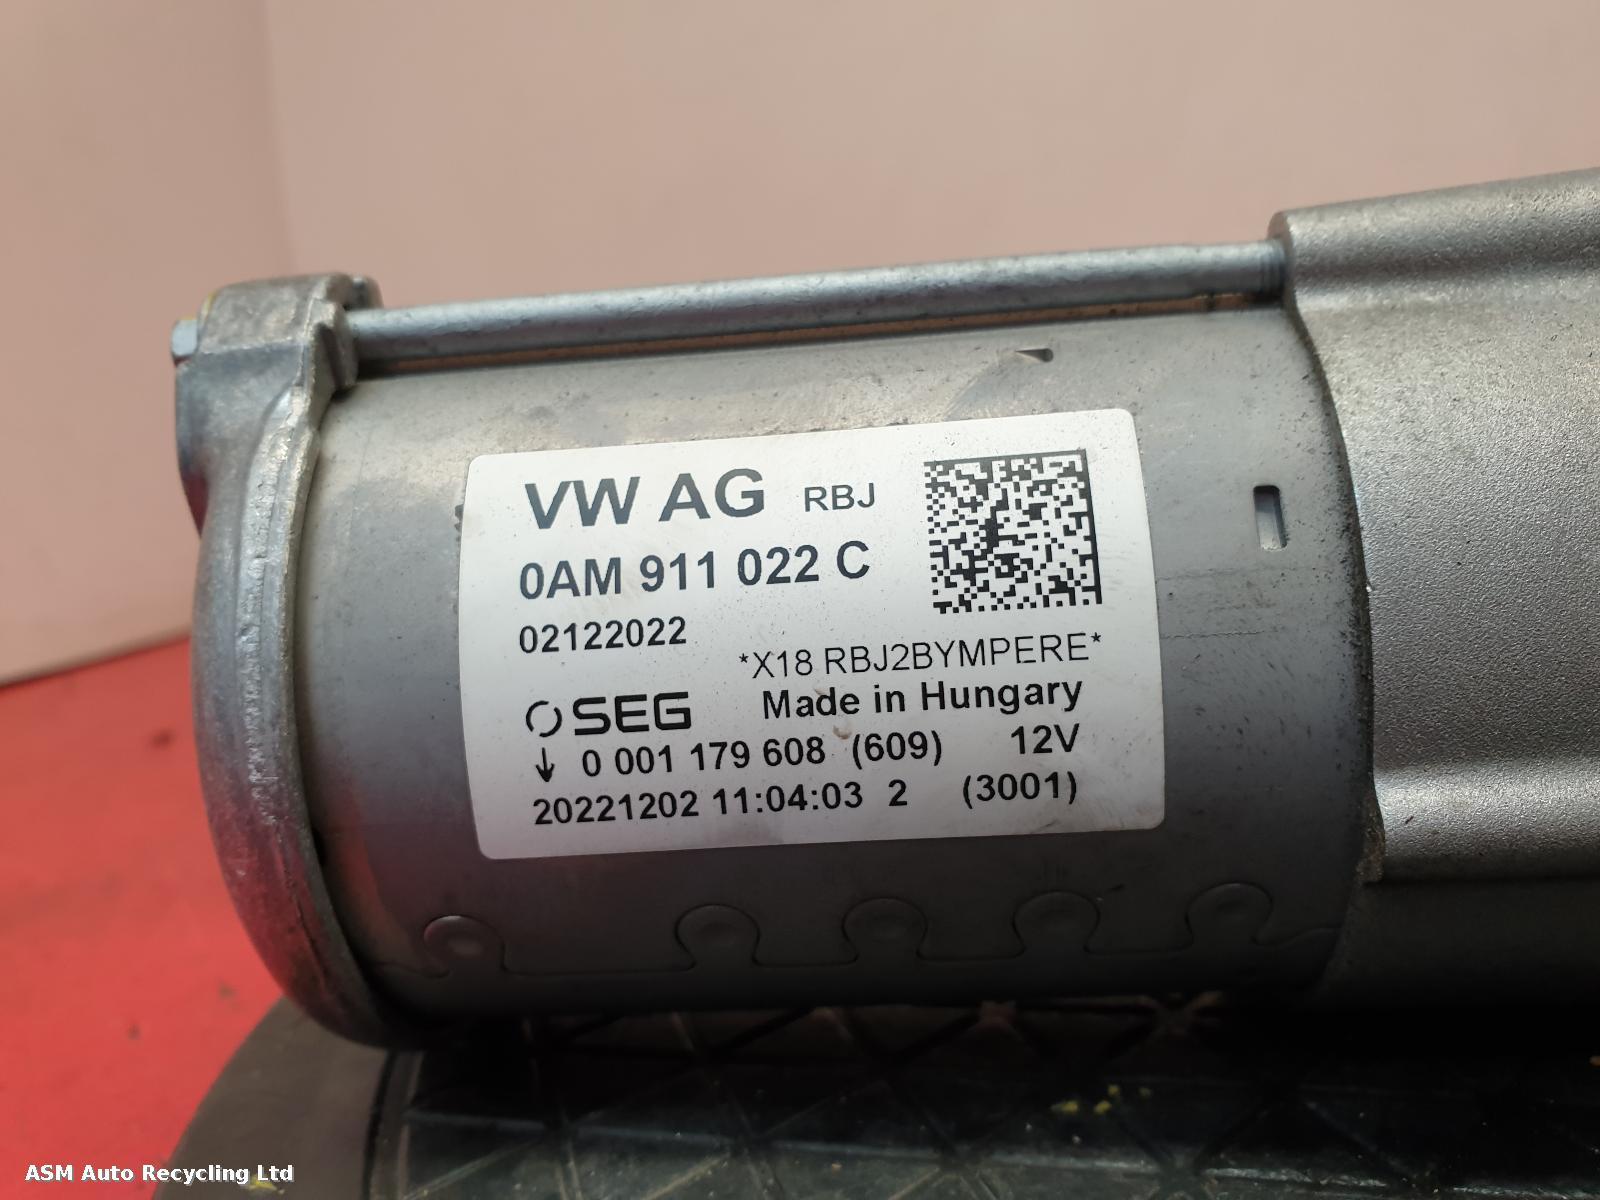 VW AG RBJ
0AM 911 022 C
02122022
*X18 RBJ2BYMPERE*
SEG Made in Hungary
↓ 0 001 179 608 (609) 12V
20221202 11:04:03 2 (3001)
ASM Auto Recycling Ltd